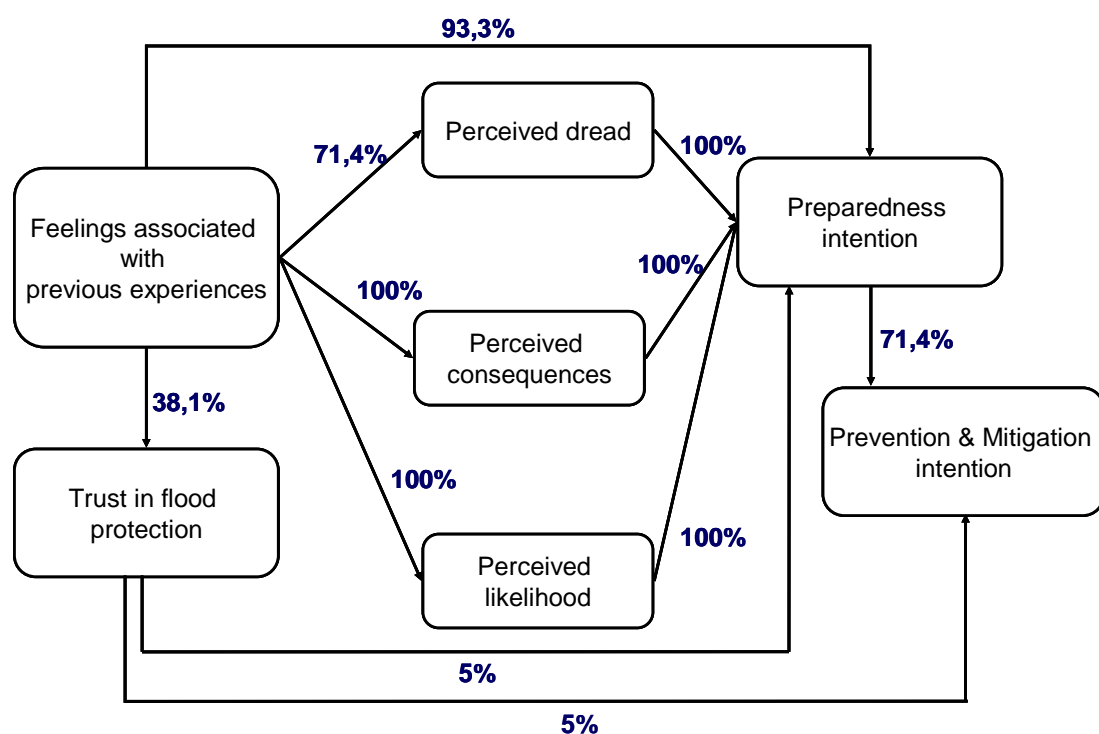 93,3%
Perceived dread
71,4%
100%
Feelings associated
with
previous experiences
Preparedness
intention
100%
100%
Perceived
consequences
71,4%
38,1%
Prevention & Mitigation
intention
Trust in flood
protection
100%
100%
Perceived
likelihood
5%
5%